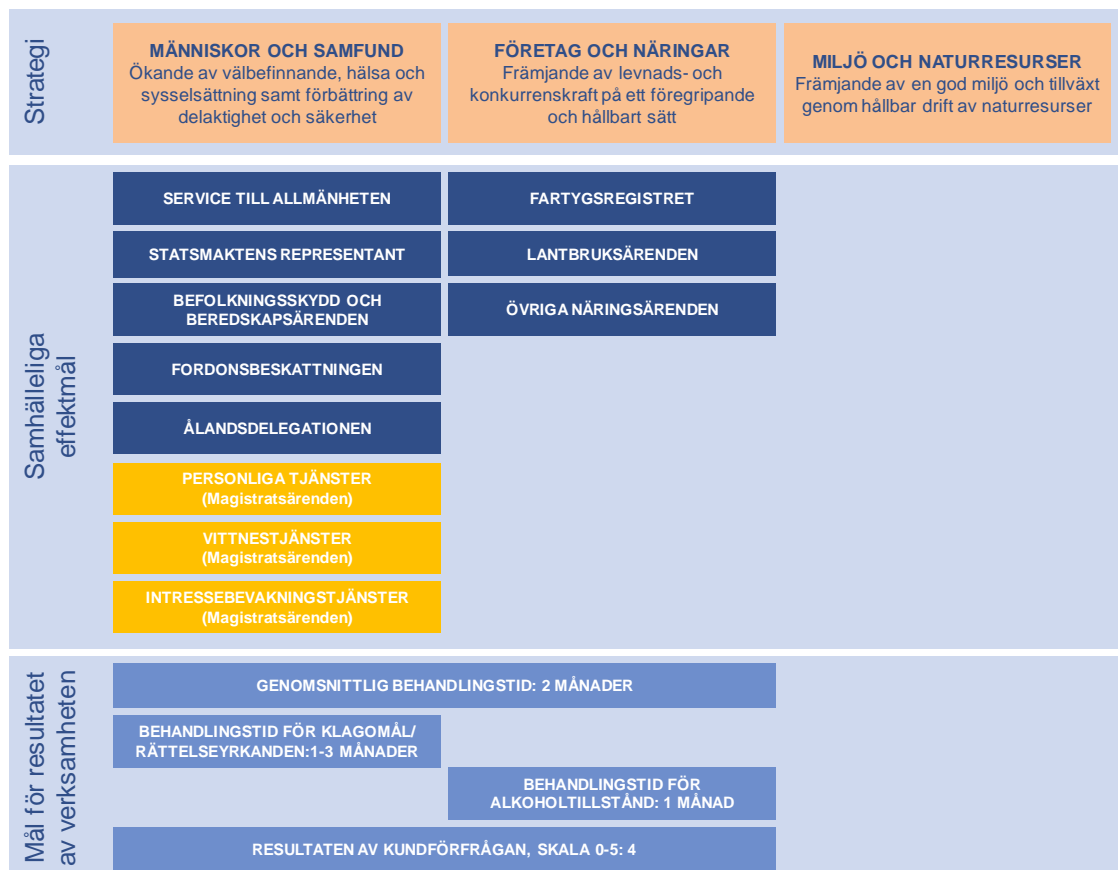 Strategi
MÄNNISKOR OCH SAMFUND
Ökande av välbefinnande, hälsa och
sysselsättning samt förbättring av
delaktighet och säkerhet
FÖRETAG OCH NÄRINGAR
Främjande av levnads- och
konkurrenskraft på ett föregripande
och hållbart sätt
MILJÖ OCH NATURRESURSER
Främjande av en god miljö och tillväxt
genom hållbar drift av naturresurser
Samhälleliga
effektmål
SERVICE TILL ALLMÄNHETEN
FARTYGSREGISTRET
STATSMAKTENS REPRESENTANT
LANTBRUKSÄRENDEN
BEFOLKNINGSSKYDD OCH
BEREDSKAPSÄRENDEN
ÖVRIGA NÄRINGSÄRENDEN
FORDONSBESKATTNINGEN
ÅLANDSDELEGATIONEN
PERSONLIGA TJÄNSTER
(Magistratsärenden)
VITTNESTJÄNSTER
(Magistratsärenden)
INTRESSEBEVAKNINGSTJÄNSTER
(Magistratsärenden)
Mål för resultatet
av verksamheten
GENOMSNITTLIG BEHANDLINGSTID: 2 MÅNADER
BEHANDLINGSTID FÖR KLAGOMÅL/
RÄTTELSEYRKANDEN:1-3 MÅNADER
BEHANDLINGSTID FÖR
ALKOHOLTILLSTÅND: 1 MÅNAD
RESULTATEN AV KUNDFÖRFRÅGAN, SKALA 0-5: 4